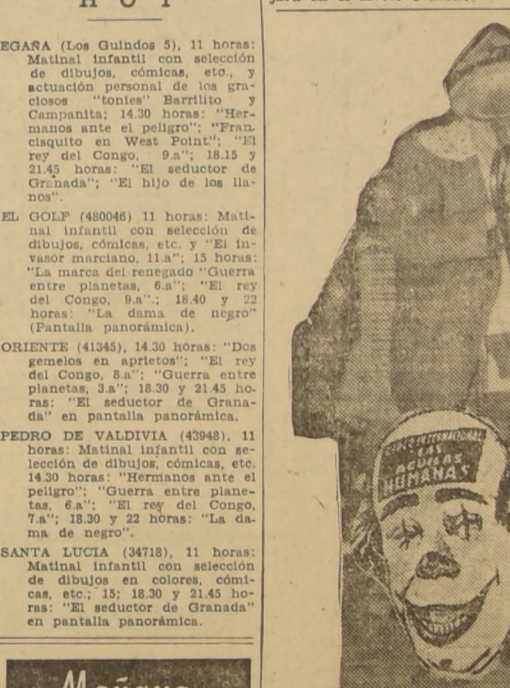 HOY
EGAÑA (Los Guindos 5), 11 horas:
Matinal infantil con selección
de dibujos, cómicas, etc., y
actuación personal de los gra-
ciosos "tonies" Barrilito y
Campanita; 14.30 horas: "Her-
manos ante el peligro"; "Fran
cisquito en West Point"; "El
rey del Congo, 9.a"; 18.15 y
21.45 horas: "El seductor de
Granada"; "El hijo de los lla-
nos".
EL GOLF (480046) 11 horas: Mati-
nal infantil con selección de
dibujos, cómicas, etc. y "El in-
vasor marciano, 11.a"; 15 horas:
"La marca del renegado "Guerra
entre planetas, 6.a"; "El rey
del Congo, 9.a".; 18.40 y 22
horas: "La dama de negro"
(Pantalla panorámica).
ORIENTE (41345), 14.30 horas: "Dos
gemelos en aprietos"; "El rey
del Congo, 8.a"; "Guerra entre
planetas, 3.a"; 18.30 y 21.45 ho-
ras: "El seductor de Grana-
da" en pantalla panorámica.
PEDRO DE VALDIVIA (43948), 11
horas: Matinal infantil con se-
lección de dibujos, cómicas, etc.
14.30 horas: "Hermanos ante el
peligro"; "Guerra entre plane-
tas, 6.a"; "El rey del Congo,
7.a"; 18.30 y 22 horas: "La da-
ma de negro".
SANTA LUCIA (34718), 11 horas:
Matinal infantil con selección
de dibujos en colores, cómi-
cas, etc.; 15; 18.30 y 21.45 ho-
ras: "El seductor de Granada"
en pantalla panorámica.
Mañana
CIRCO INTERNACIONAL
LAS
AGUILAS
HUMANAS